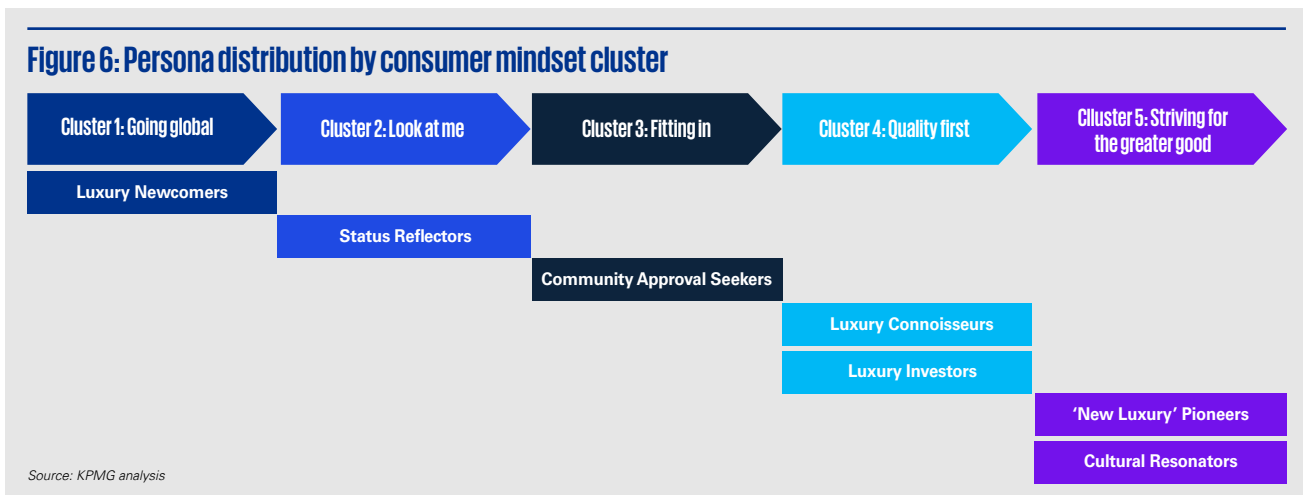 Figure 6: Persona distribution by consumer mindset cluster
Cluster 1: Going global
Cluster 2: Look at me
Cluster 3: Fitting in
Cluster 4: Quality first
Clluster 5: Striving for
the greater good
Luxury Newcomers
Status Reflectors
Community Approval Seekers
Luxury Connoisseurs
Luxury Investors
‘New Luxury’ Pioneers
Cultural Resonators
Source: KPMG analysis